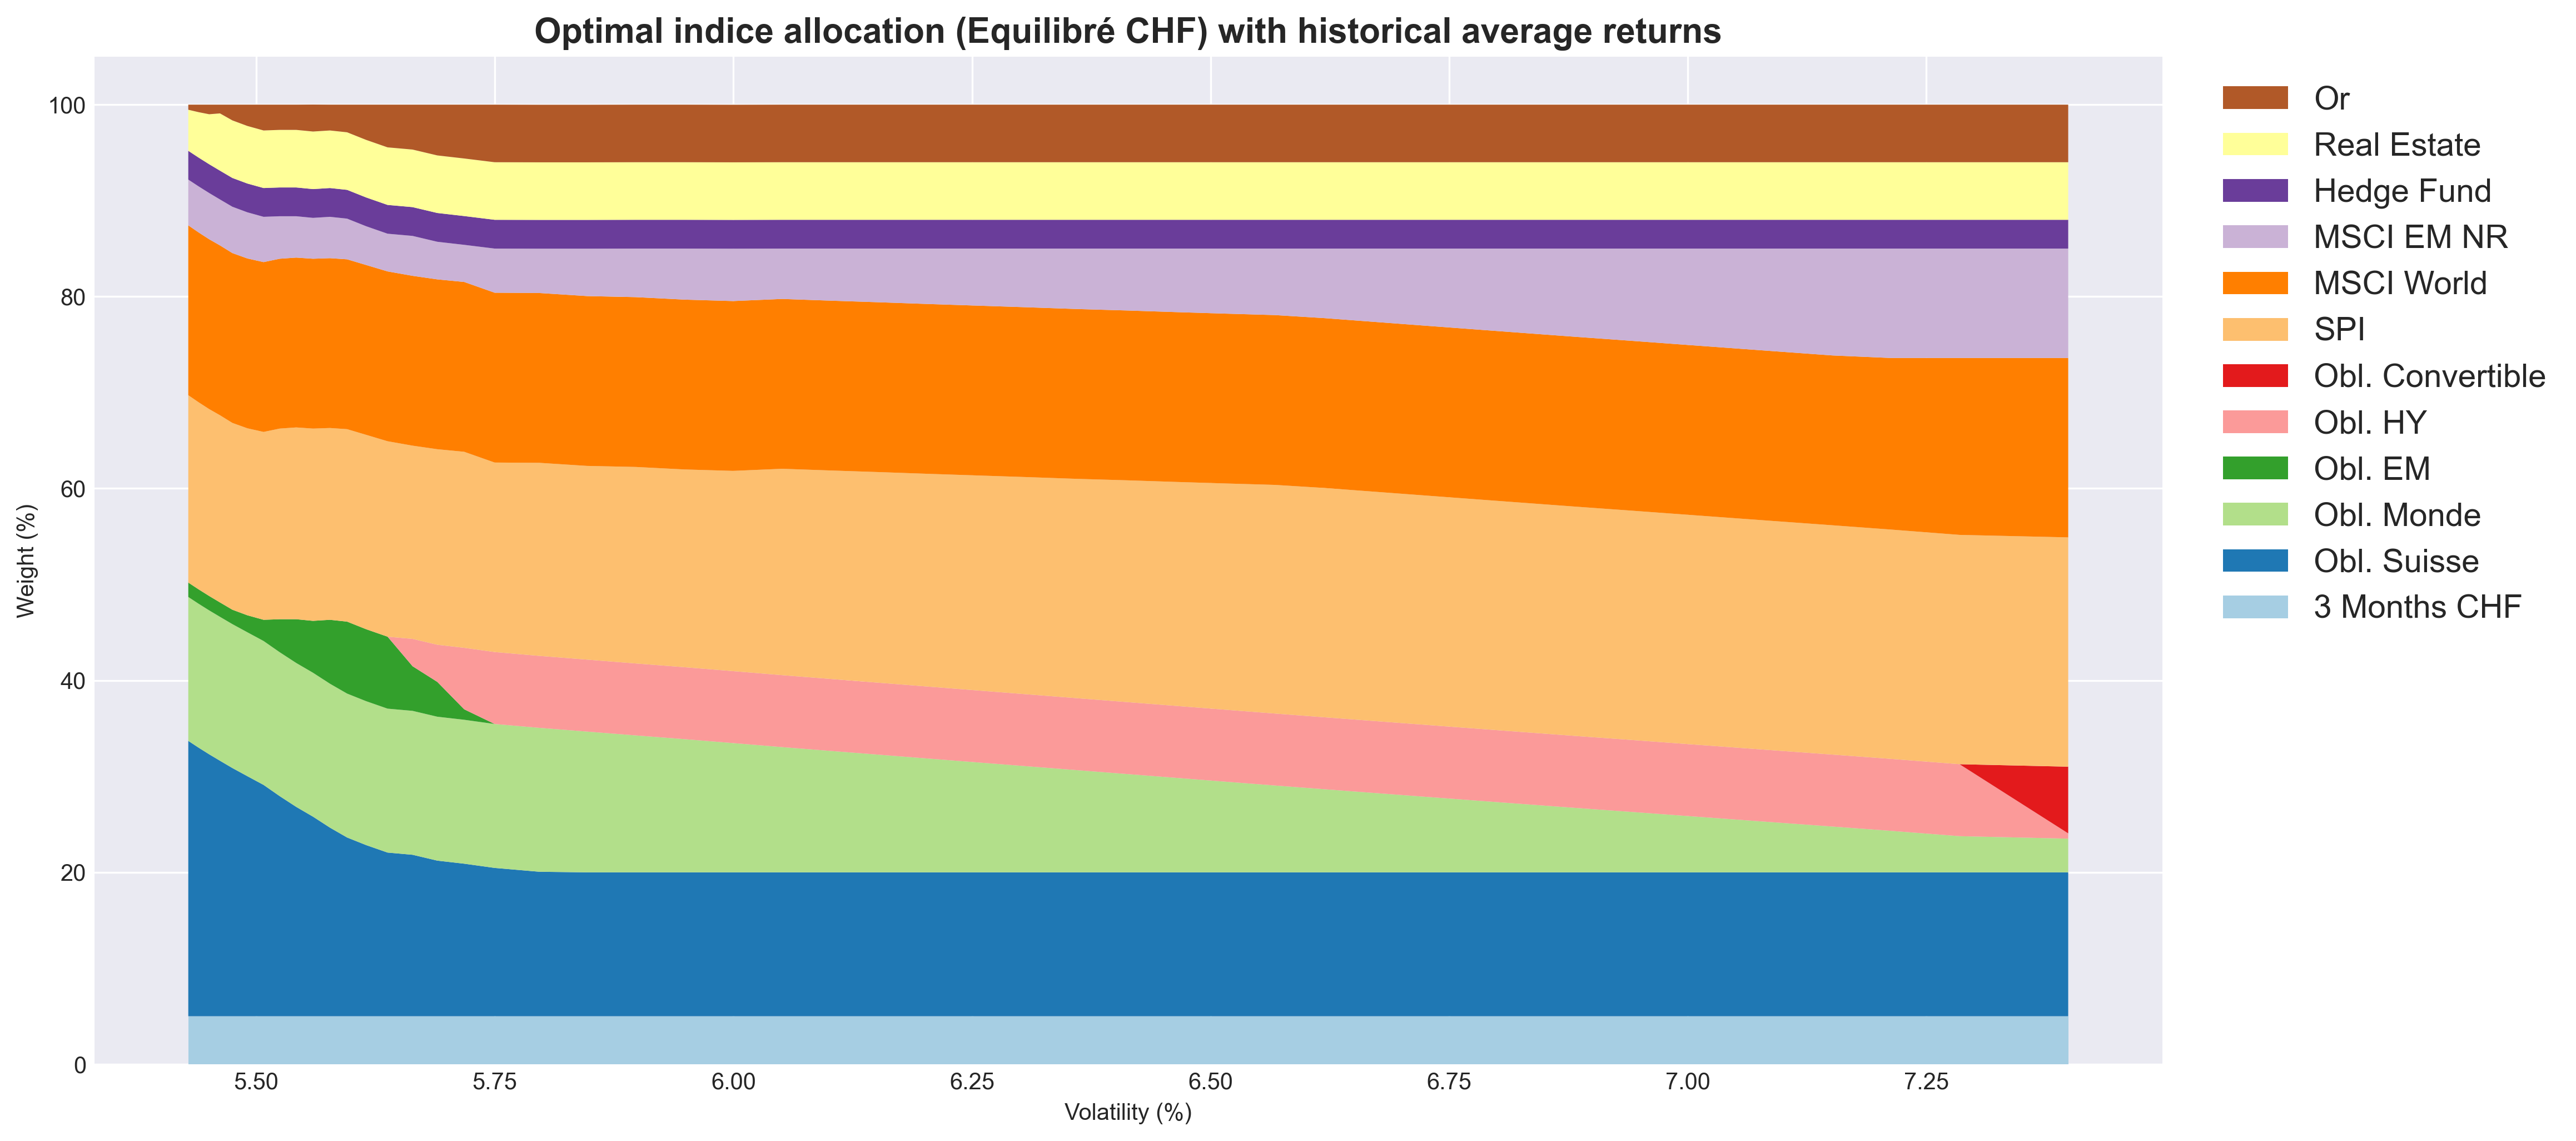 Optimal indice allocation (Equilibré CHF) with historical average returns
Weight (%)
100
80
60
40
20
0
5.50 5.75 6.00 6.25 6.50 6.75 7.00 7.25
Volatility (%)
Or
Real Estate
Hedge Fund
MSCI EM NR
MSCI World
SPI
Obl. Convertible
Obl. HY
Obl. EM
Obl. Monde
Obl. Suisse
3 Months CHF